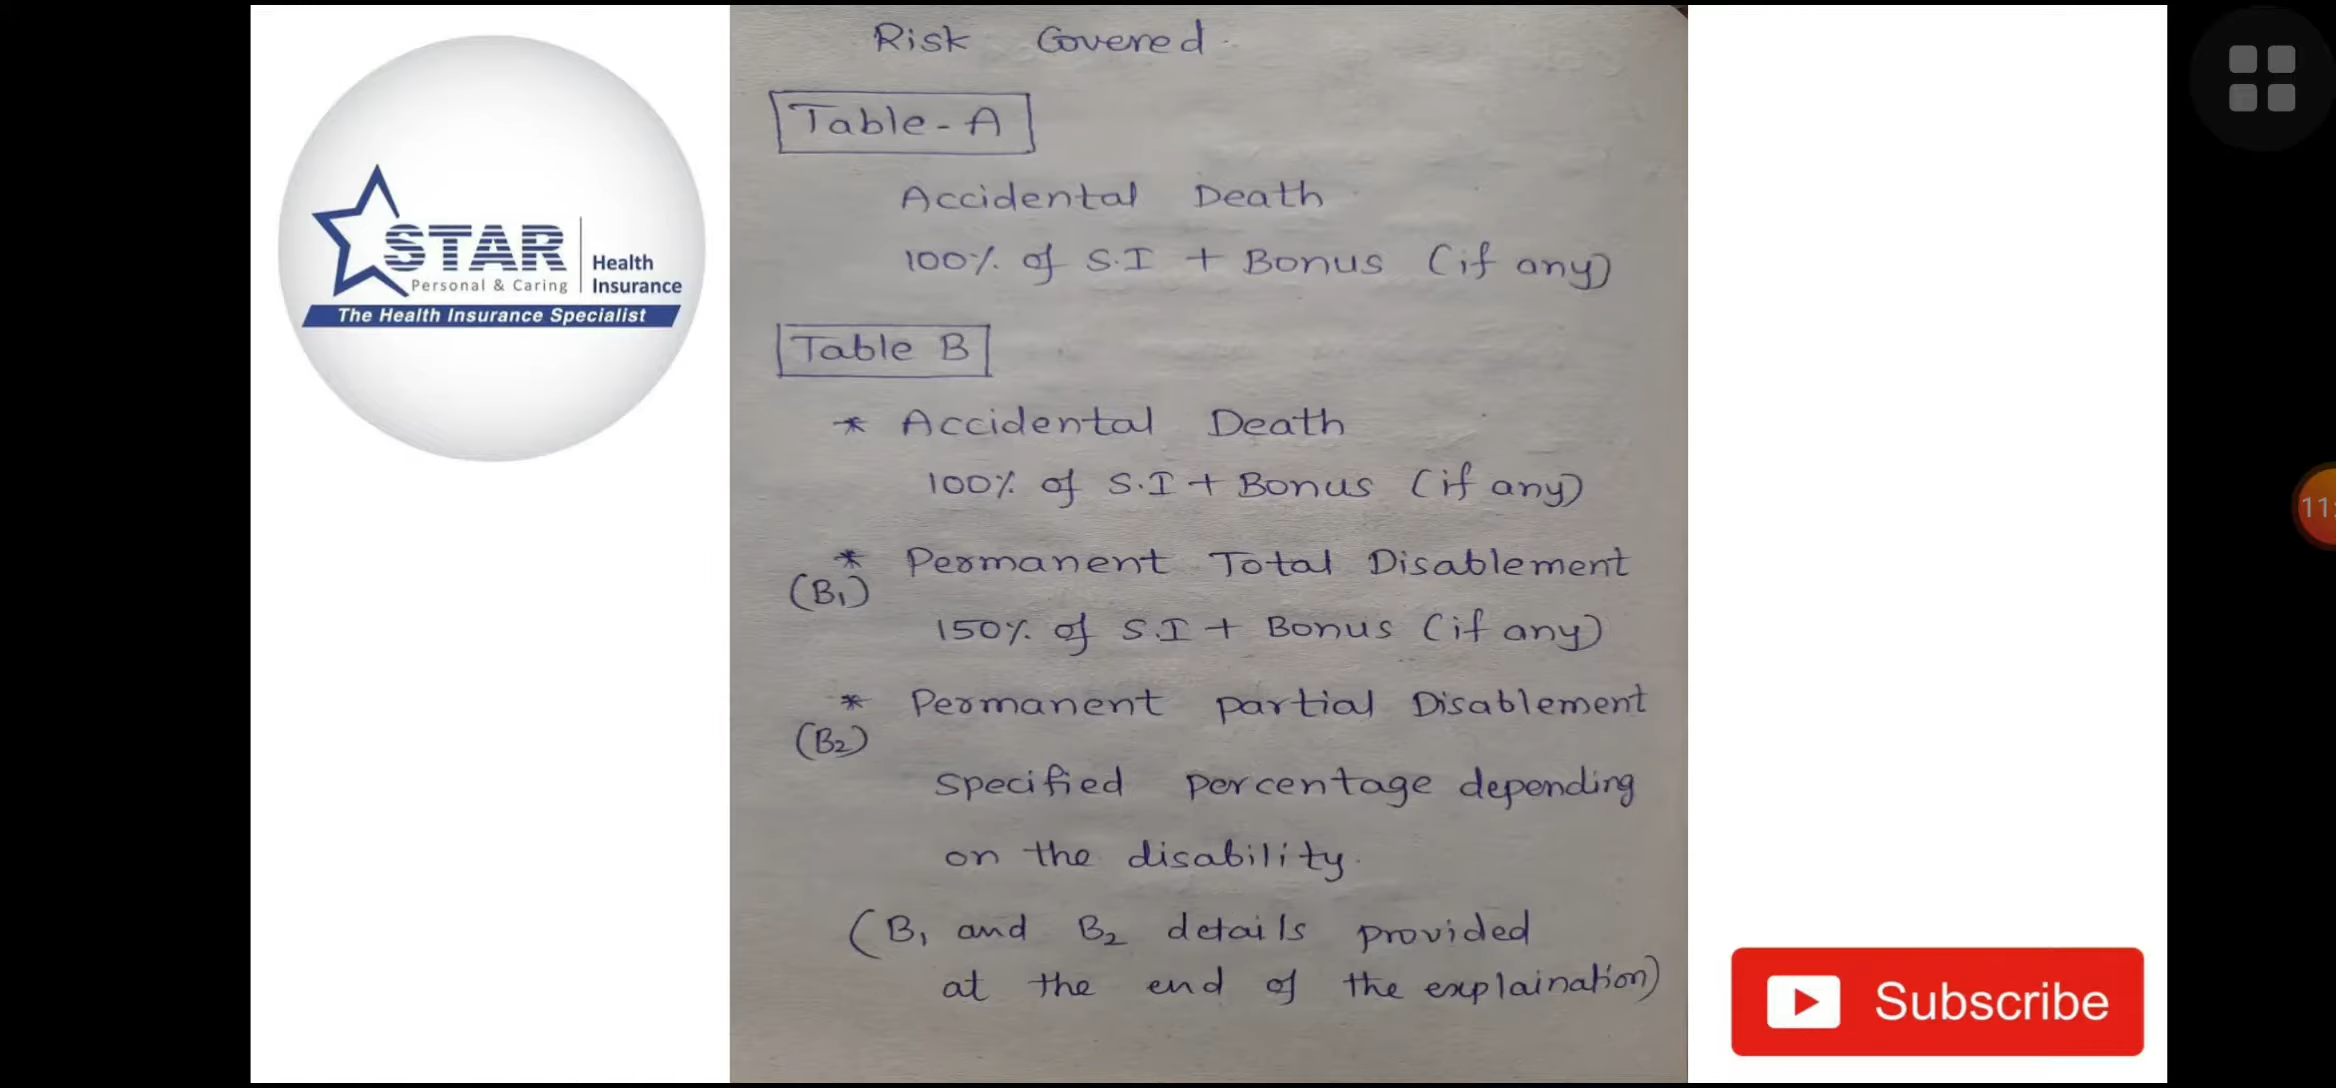 STAR
Health
Insurance
Personal & Caring
The Health Insurance Specialist
Risk Covered
Table-A
Accidental Death
100% of S.I + Bonus (if any)
Table B
* Accidental Death
100% of S.I + Bonus (if any)
* Permanent Total Disablement
(B1)
150% of S.I + Bonus (if any)
* Permanent partial Disablement
(B2)
specified percentage depending
on the disability.
(B1 and B2 details provided
at the end of the explaination)
Subscribe
11: